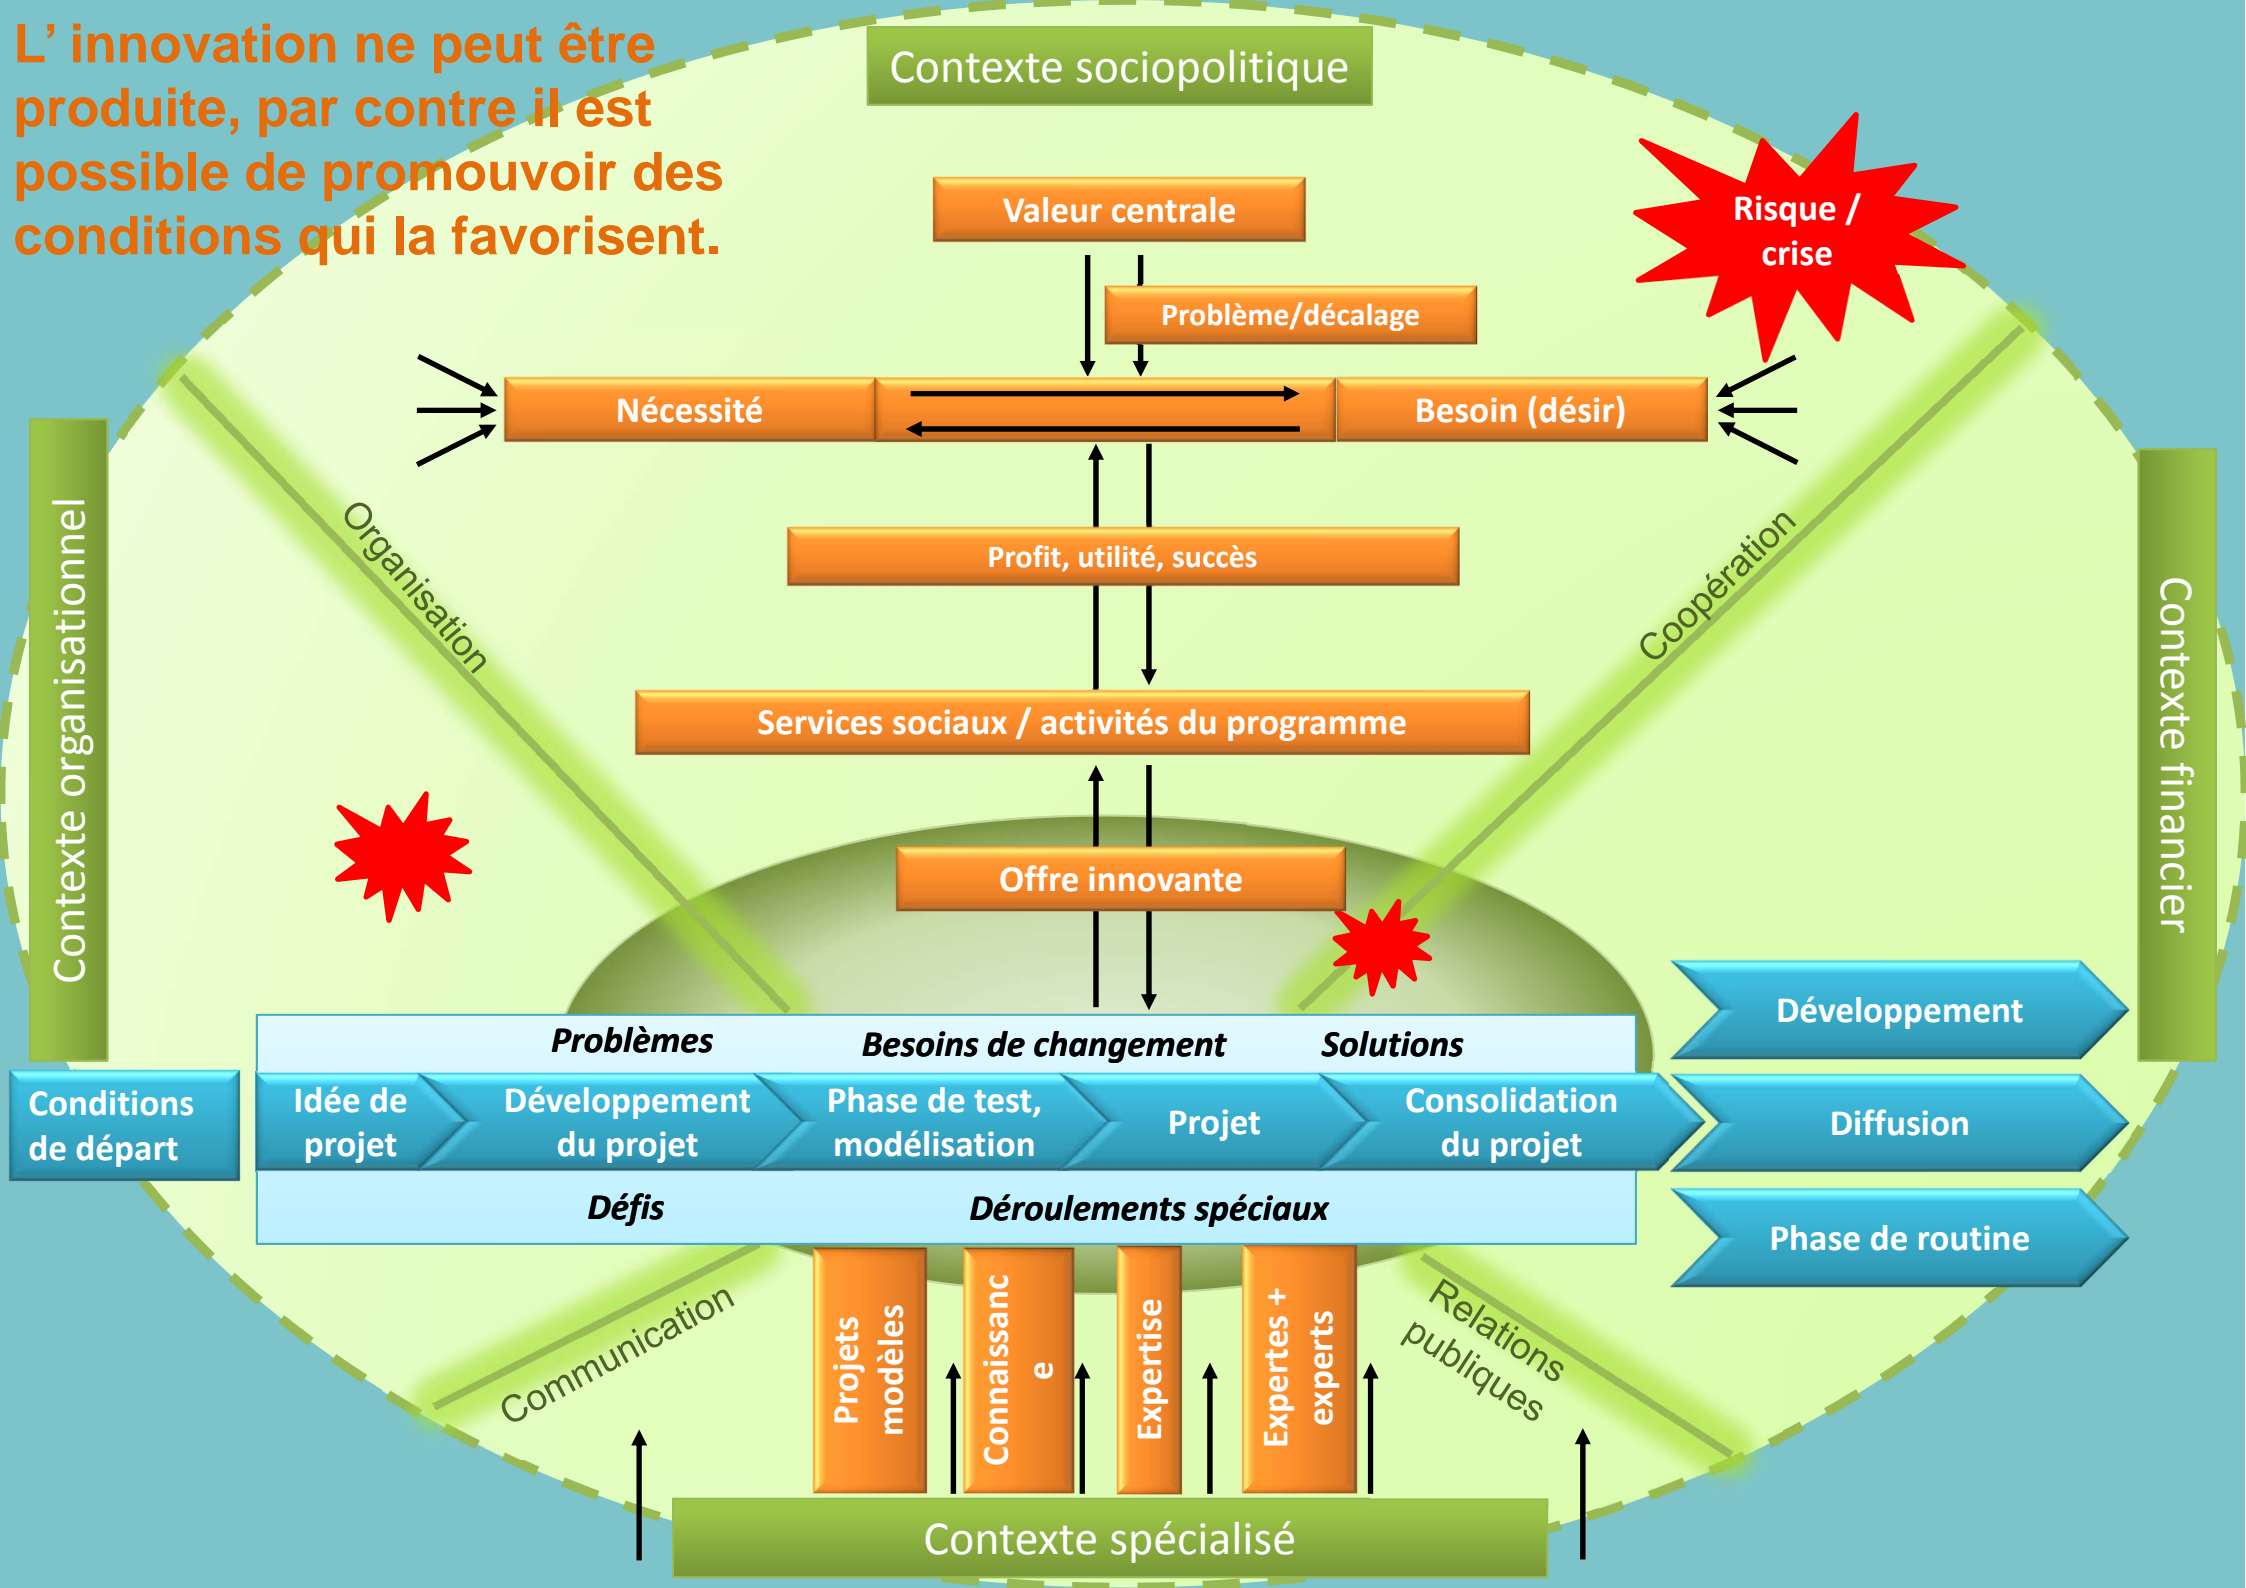 L’ innovation ne peut être
produite, par contre il est
possible de promouvoir des
conditions qui la favorisent.
Contexte sociopolitique
Risque /
crise
Valeur centrale
Problème/décalage
Nécessité
Besoin (désir)
Contexte organisationnel
Organisation
Coopération
Contexte financier
Profit, utilité, succès
Services sociaux / activités du programme
Offre innovante
Problèmes
Besoins de changement
Solutions
Conditions
de départ
Idée de
projet
Développement
du projet
Phase de test,
modélisation
Projet
Consolidation
du projet
Développement
Diffusion
Phase de routine
Défis
Déroulements spéciaux
Communication
Projets
modèles
Connaissanc
e
Expertise
Expertes +
experts
Relations
publiques
Contexte spécialisé